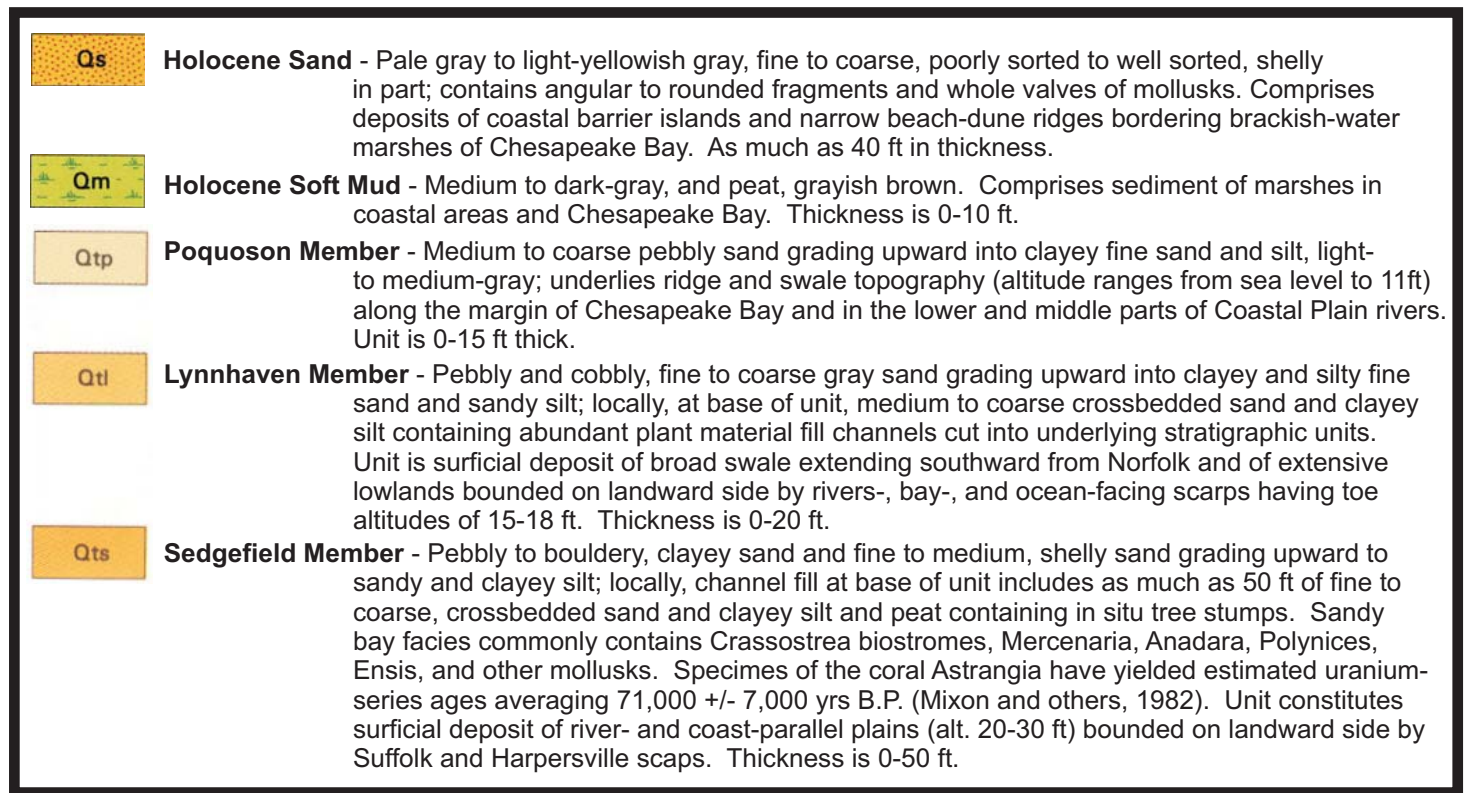 Qs
Holocene Sand - Pale gray to light-yellowish gray, fine to coarse, poorly sorted to well sorted, shelly
in part; contains angular to rounded fragments and whole valves of mollusks. Comprises
deposits of coastal barrier islands and narrow beach-dune ridges bordering brackish-water
marshes of Chesapeake Bay. As much as 40 ft in thickness.
Qm
Holocene Soft Mud - Medium to dark-gray, and peat, grayish brown. Comprises sediment of marshes in
coastal areas and Chesapeake Bay. Thickness is 0-10 ft.
Qtp
Poquoson Member - Medium to coarse pebbly sand grading upward into clayey fine sand and silt, light-
to medium-gray; underlies ridge and swale topography (altitude ranges from sea level to 11ft)
along the margin of Chesapeake Bay and in the lower and middle parts of Coastal Plain rivers.
Unit is 0-15 ft thick.
Qtl
Lynnhaven Member - Pebbly and cobbly, fine to coarse gray sand grading upward into clayey and silty fine
sand and sandy silt; locally, at base of unit, medium to coarse crossbedded sand and clayey
silt containing abundant plant material fill channels cut into underlying stratigraphic units.
Unit is surficial deposit of broad swale extending southward from Norfolk and of extensive
lowlands bounded on landward side by rivers-, bay-, and ocean-facing scarps having toe
altitudes of 15-18 ft. Thickness is 0-20 ft.
Qts
Sedgefield Member - Pebbly to bouldery, clayey sand and fine to medium, shelly sand grading upward to
sandy and clayey silt; locally, channel fill at base of unit includes as much as 50 ft of fine to
coarse, crossbedded sand and clayey silt and peat containing in situ tree stumps. Sandy
bay facies commonly contains Crassostrea biostromes, Mercenaria, Anadara, Polynices,
Ensis, and other mollusks. Specimes of the coral Astrangia have yielded estimated uranium-
series ages averaging 71,000 +/- 7,000 yrs B.P. (Mixon and others, 1982). Unit constitutes
surficial deposit of river- and coast-parallel plains (alt. 20-30 ft) bounded on landward side by
Suffolk and Harpersville scaps. Thickness is 0-50 ft.